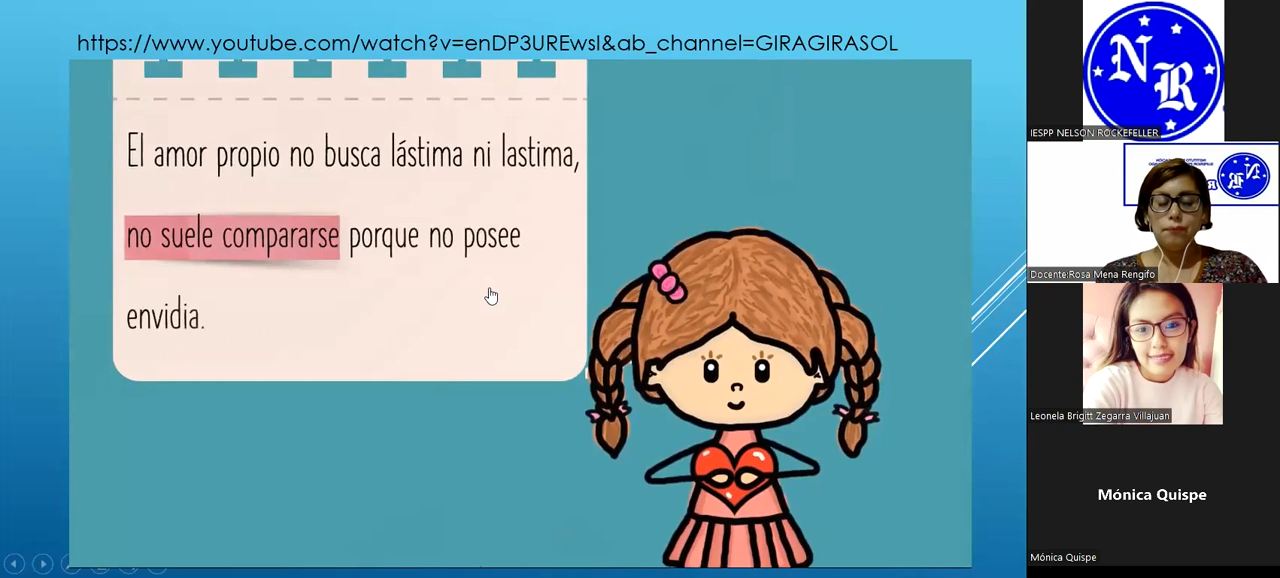 https://www.youtube.com/watch?v=enDP3UREwsI&ab_channel=GIRAGIRASOL
El amor propio no busca lástima ni lastima,
no suele compararse porque no posee
envidia.
NR
IESPP NELSON ROCKEFELLER
Docente:Rosa Mena Rengifo
Leonela Brigitt Zegarra Villajuan
Mónica Quispe
Mónica Quispe